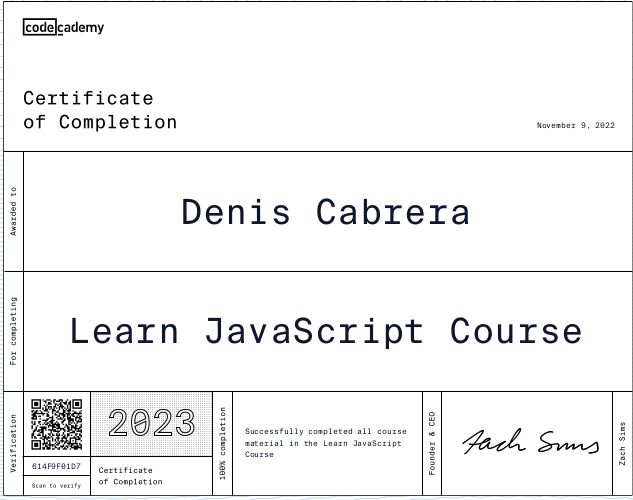 codecademy
Certificate
of Completion
November 9, 2022
Awarded to
Denis Cabrera
For completing
Learn JavaScript Course
Verification
614F9F01D7
Scan to verify
2023
Certificate
of Completion
100% completion
Successfully completed all course
material in the Learn JavaScript
Course
Founder & CEO
Zach Sims
Zach Sims